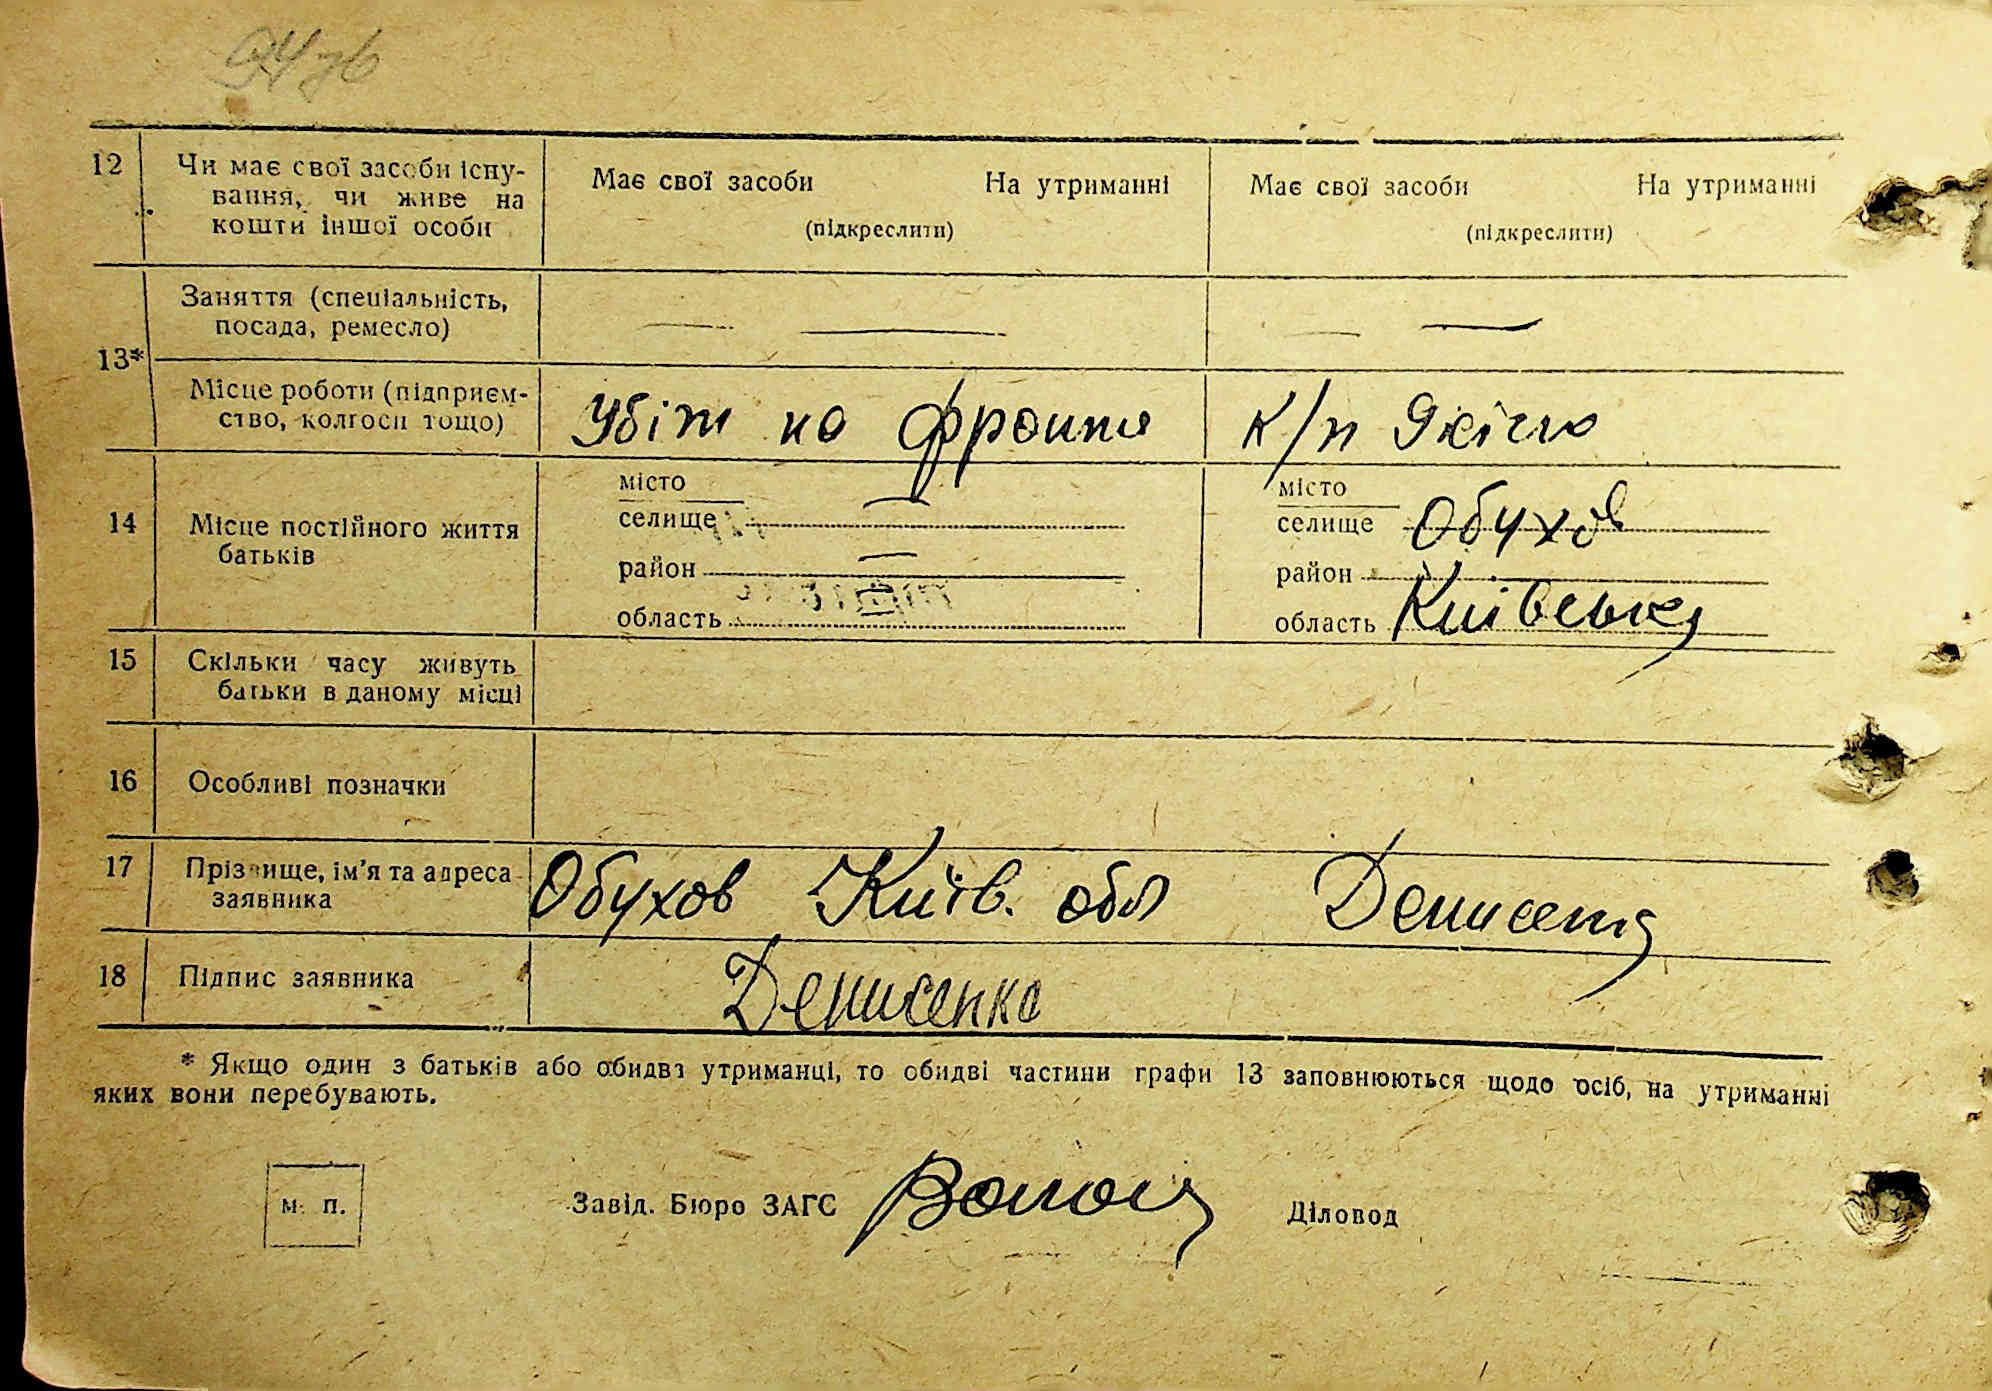 12 Чи має свої засоби існу-
вання, чи живе на
кошти іншої особи
Має свої засоби На утриманні
(підкреслити)
Має свої засоби На утриманні
(підкреслити)
13*
Заняття (спеціальність,
посада, ремесло)
Місце роботи (підприєм-
ство, колгосп тощо)
Убіт на фронті
к/п
14 Місце постійного життя
батьків
місто
селище
район
область
місто
селище Обухов
район
область Київська
15 Скільки часу живуть
батьки в даному місці
16 Особливі позначки
17 Прізвище, ім'я та адреса
заявника
Обухов Київ. обл Денисенко
18 Підпис заявника
Денисенко
* Якщо один з батьків або обидва утриманці, то обидві частини графи 13 заповнюються щодо осіб, на утриманні
яких вони перебувають.
м. п.
Завід. Бюро ЗАГС
Діловод